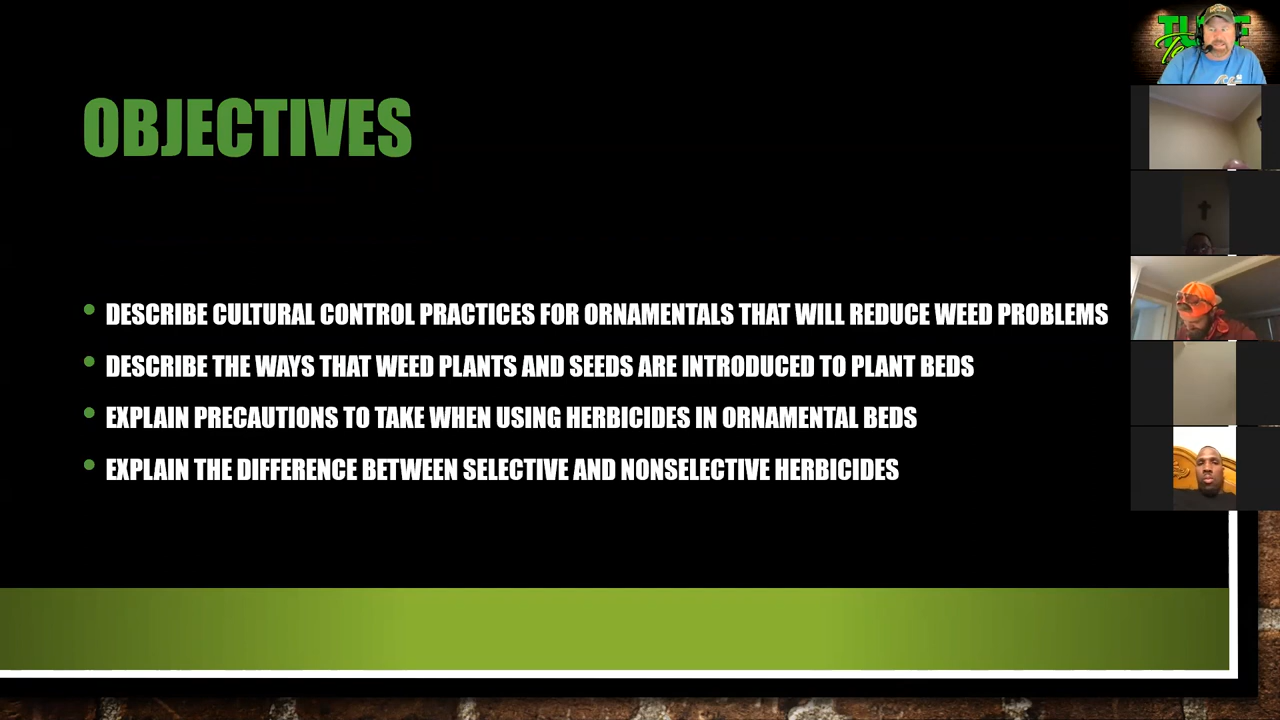 OBJECTIVES
• DESCRIBE CULTURAL CONTROL PRACTICES FOR ORNAMENTALS THAT WILL REDUCE WEED PROBLEMS
• DESCRIBE THE WAYS THAT WEED PLANTS AND SEEDS ARE INTRODUCED TO PLANT BEDS
• EXPLAIN PRECAUTIONS TO TAKE WHEN USING HERBICIDES IN ORNAMENTAL BEDS
• EXPLAIN THE DIFFERENCE BETWEEN SELECTIVE AND NONSELECTIVE HERBICIDES